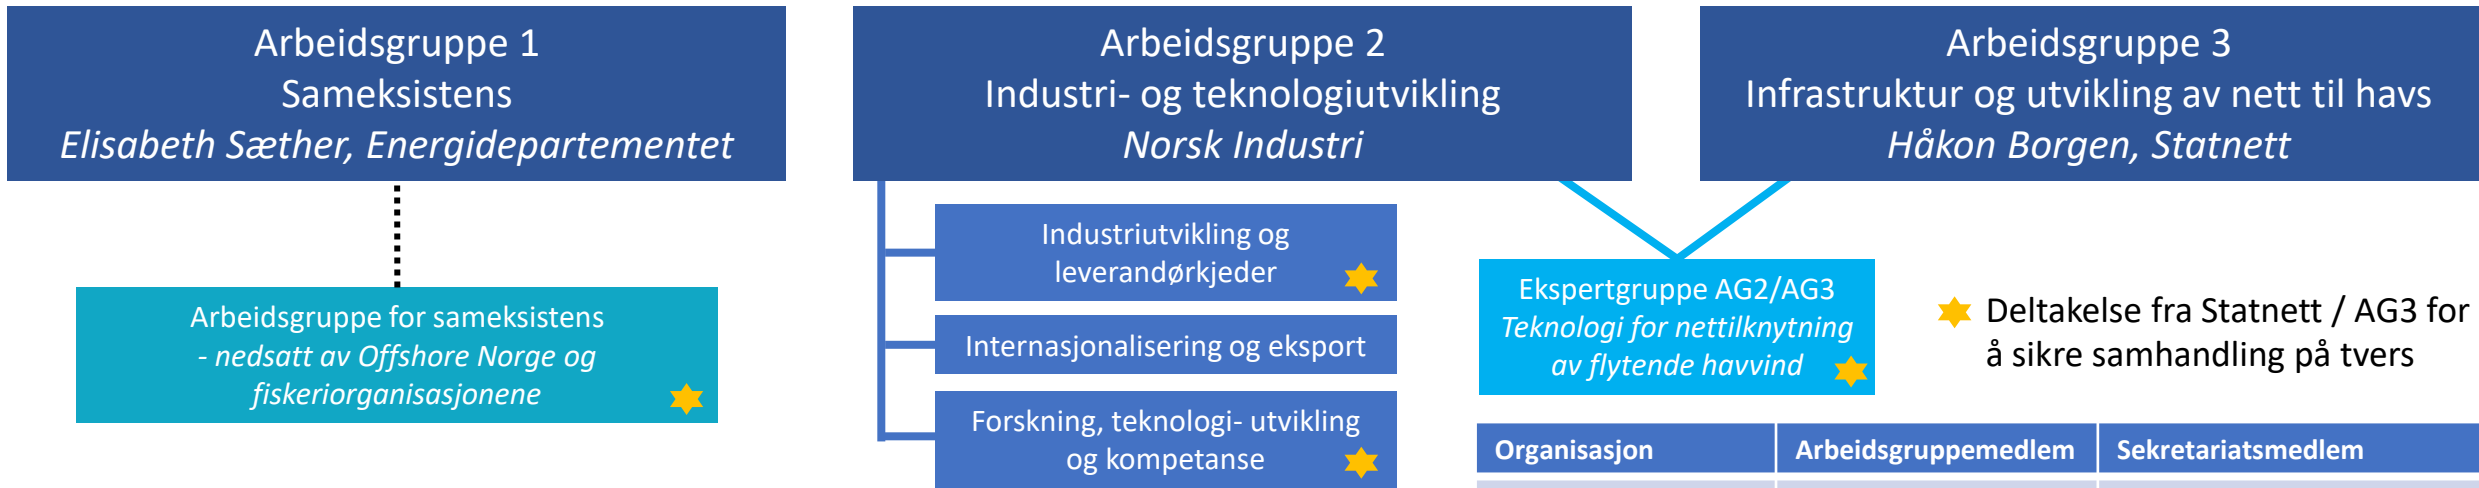 Arbeidsgruppe 1
Sameksistens
Elisabeth Sæther, Energidepartementet
Arbeidsgruppe for sameksistens
- nedsatt av Offshore Norge og
fiskeriorganisasjonene
Arbeidsgruppe 2
Industri- og teknologiutvikling
Norsk Industri
Industriutvikling og
leverandørkjeder
Internasjonalisering og eksport
Forskning, teknologi- utvikling
og kompetanse
Arbeidsgruppe 3
Infrastruktur og utvikling av nett til havs
Håkon Borgen, Statnett
Ekspertgruppe AG2/AG3
Teknologi for nettilknytning
av flytende havvind
Deltakelse fra Statnett / AG3 for
å sikre samhandling på tvers
Organisasjon Arbeidsgruppemedlem Sekretariatsmedlem